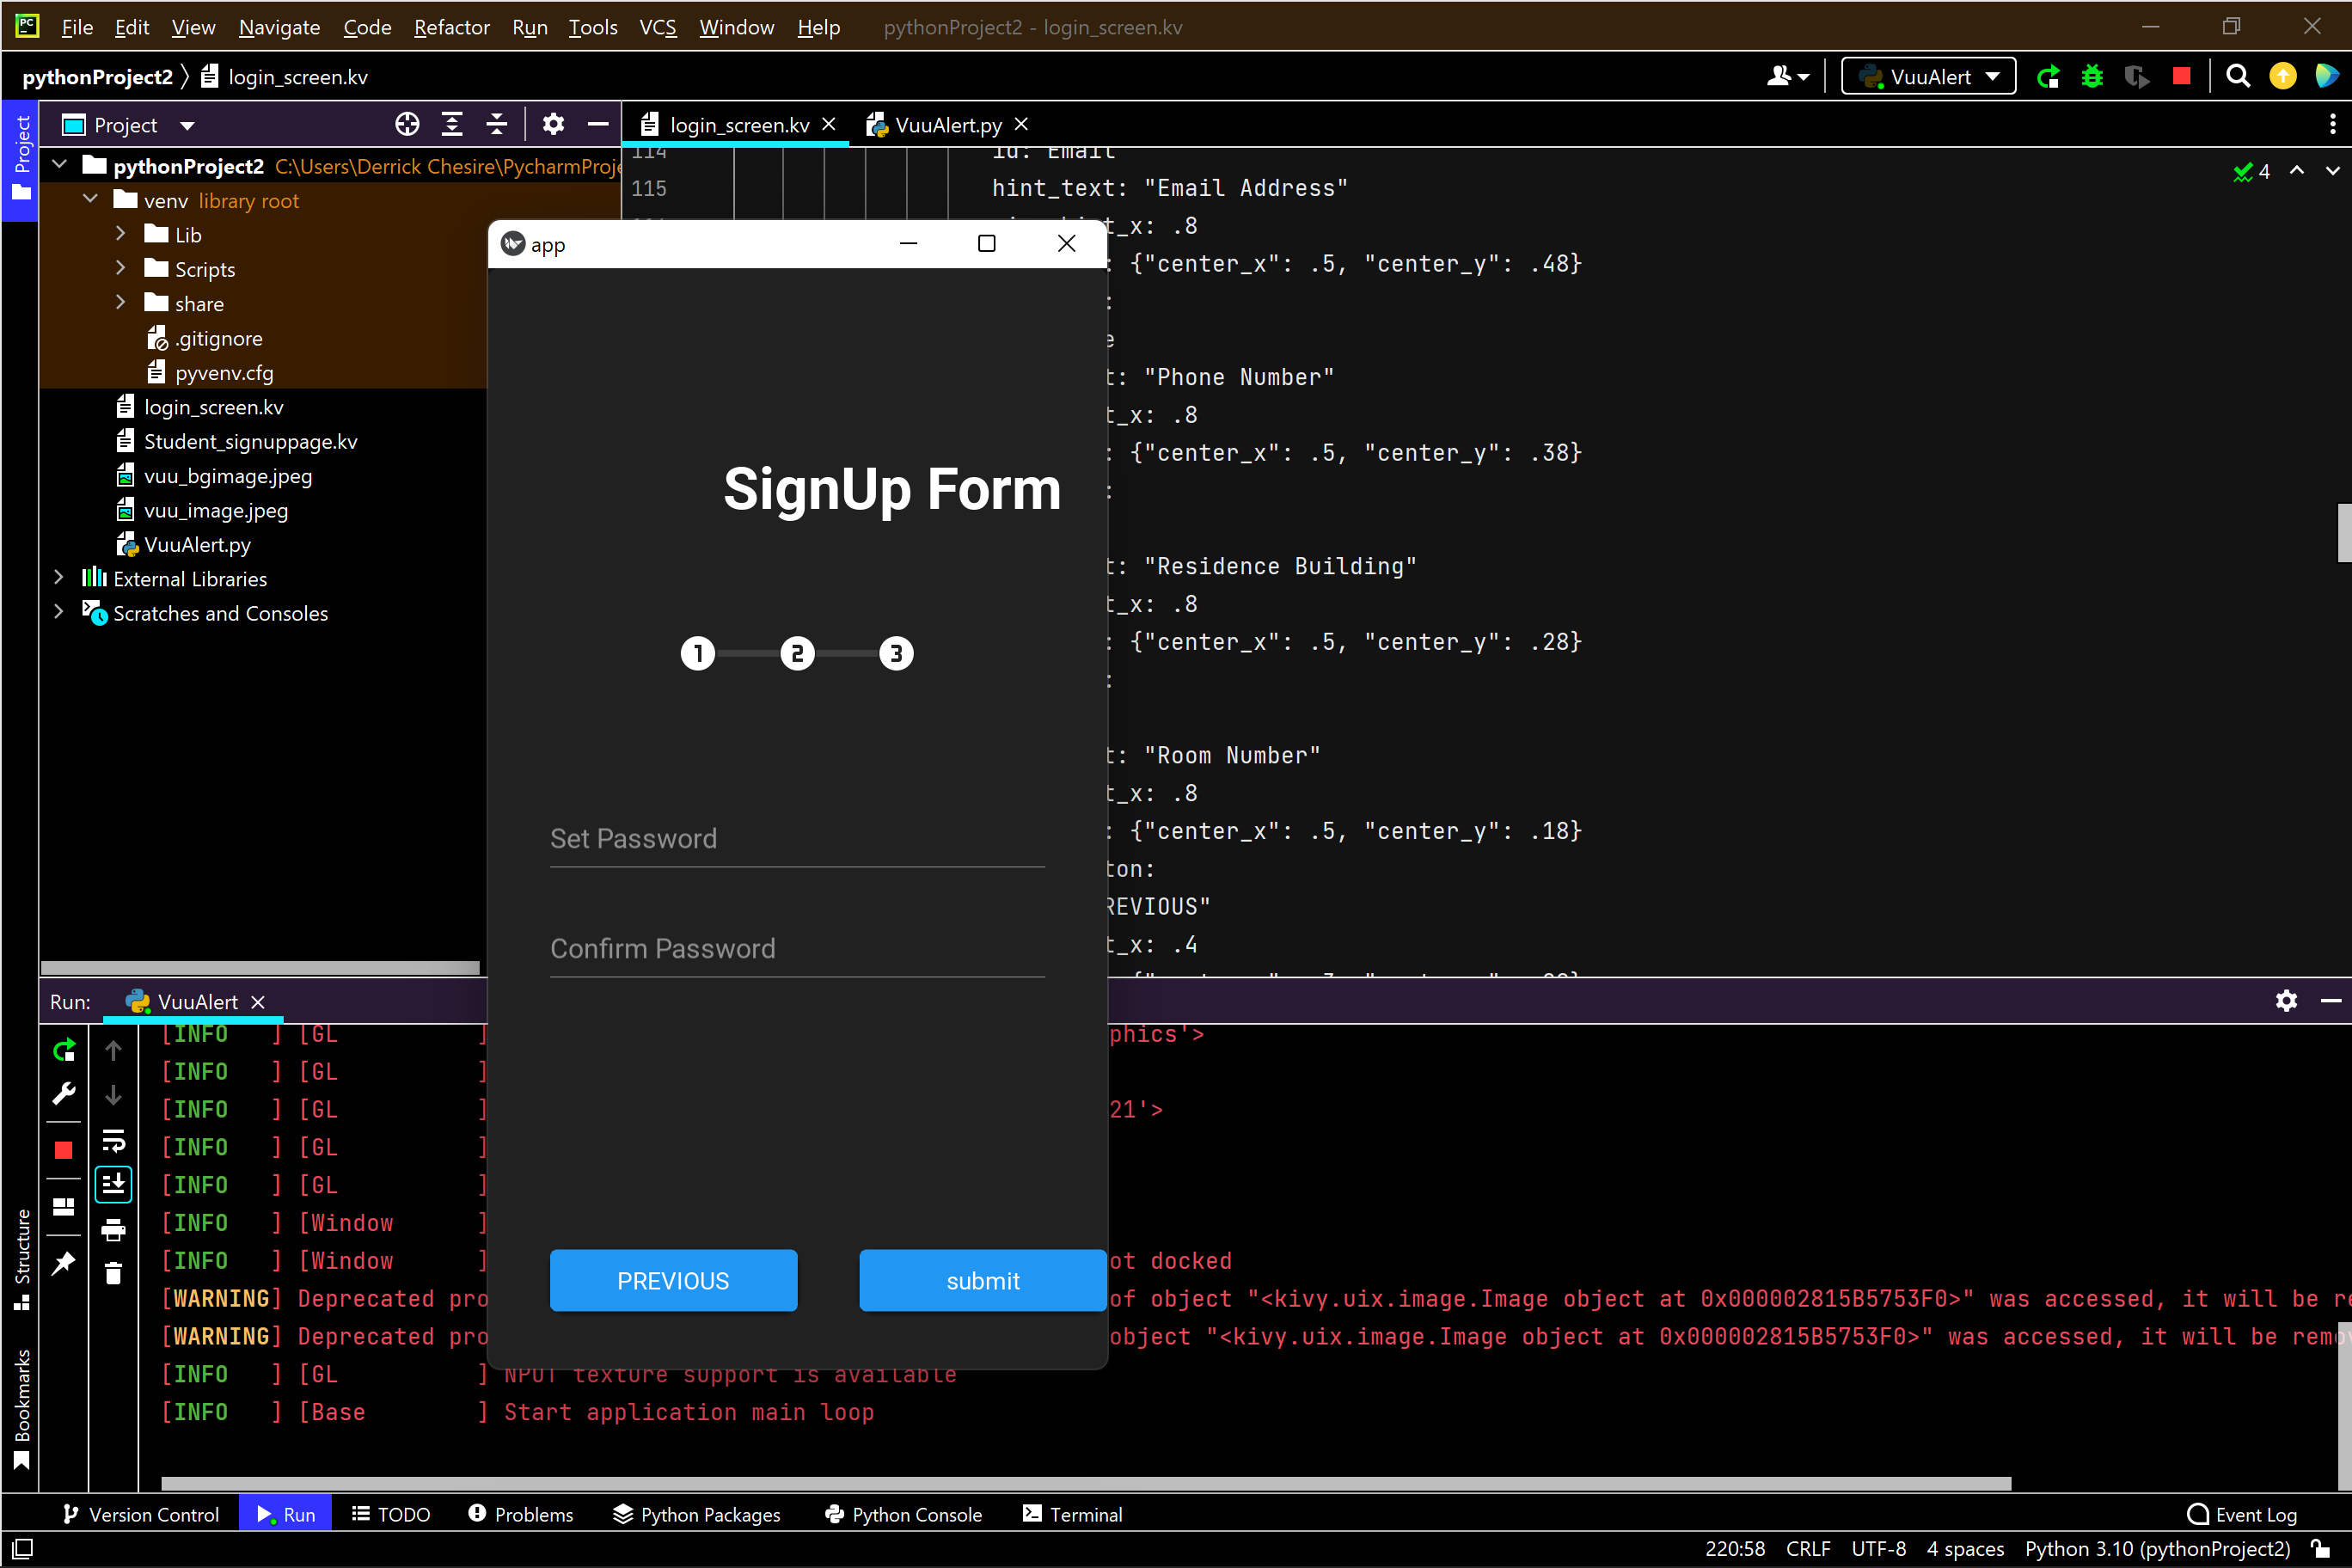 PC File Edit View Navigate Code Refactor Run Tools VCS Window Help pythonProject2 - login_screen.kv
pythonProject2 login_screen.kv VuuAlert
Project
Project
login_screen.kv VuuAlert.py
pythonProject2 C:\Users\Derrick Chesire\PycharmProje
venv library root
Lib
Scripts
share
.gitignore
pyvenv.cfg
login_screen.kv
Student_signuppage.kv
vuu_bgimage.jpeg
vuu_image.jpeg
VuuAlert.py
External Libraries
Scratches and Consoles
114 id: Email
115 hint_text: "Email Address"
t_x: .8
: {"center_x": .5, "center_y": .48}
:
e
t: "Phone Number"
t_x: .8
: {"center_x": .5, "center_y": .38}
:
t: "Residence Building"
t_x: .8
: {"center_x": .5, "center_y": .28}
:
t: "Room Number"
t_x: .8
: {"center_x": .5, "center_y": .18}
ton:
REVIOUS"
t_x: .4
4
app
SignUp Form
1 2 3
Set Password
Confirm Password
PREVIOUS submit
Run: VuuAlert
[INFO ] [GL ] phics'>
[INFO ] [GL ]
[INFO ] [GL ] 21'>
[INFO ] [GL ]
[INFO ] [GL ]
[INFO ] [Window ]
[INFO ] [Window ] ot docked
[WARNING] Deprecated pro of object "<kivy.uix.image.Image object at 0x000002815B5753F0>" was accessed, it will be re
[WARNING] Deprecated pro object "<kivy.uix.image.Image object at 0x000002815B5753F0>" was accessed, it will be remo
[INFO ] [GL ] NPOT texture support is available
[INFO ] [Base ] Start application main loop
Structure
Bookmarks
Version Control Run TODO Problems Python Packages Python Console Terminal Event Log
220:58 CRLF UTF-8 4 spaces Python 3.10 (pythonProject2)